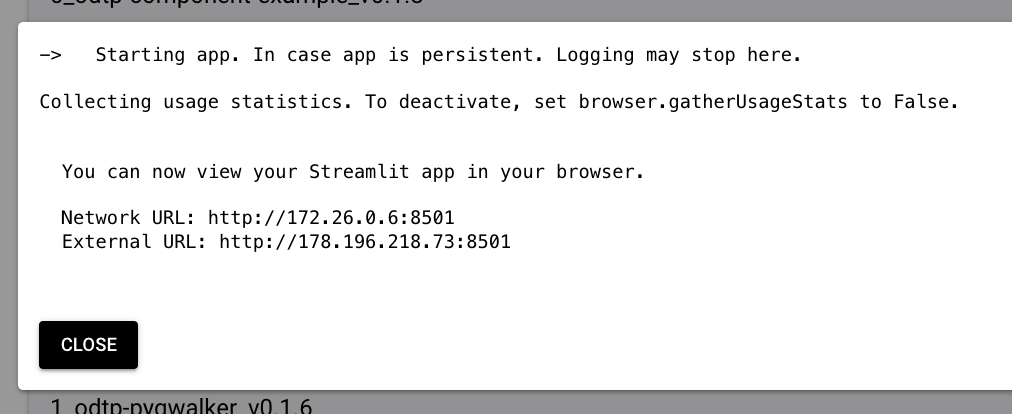 ->   Starting app. In case app is persistent. Logging may stop here.
Collecting usage statistics. To deactivate, set browser.gatherUsageStats to False.
You can now view your Streamlit app in your browser.
Network URL: http://172.26.0.6:8501
External URL: http://178.196.218.73:8501
CLOSE
1_odtp-pygwalker_v0.1.6